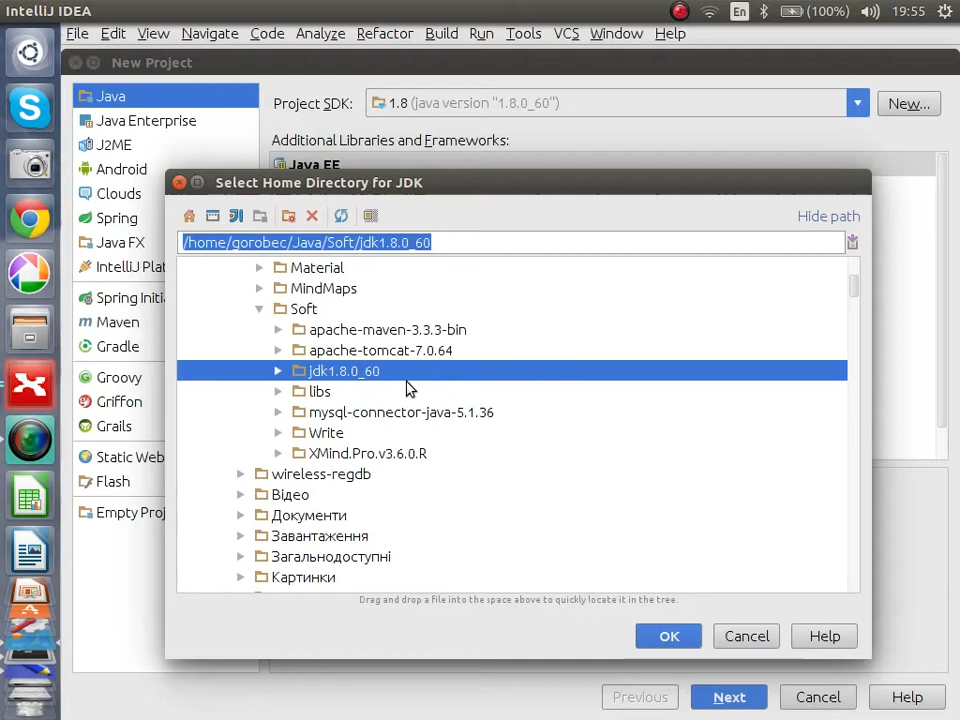 IntelliJ IDEA
En
(100%)
19:55
File Edit View Navigate Code Analyze Refactor Build Run Tools VCS Window Help
New Project
Java
Java Enterprise
J2ME
Android
Clouds
Spring
Java FX
IntelliJ Plat
Spring Initi
Maven
Gradle
Groovy
Griffon
Grails
Static Web
Flash
Empty Proj
Project SDK:
1.8 (java version "1.8.0_60")
New...
Additional Libraries and Frameworks:
Java EE
Select Home Directory for JDK
Hide path
/home/gorobec/Java/Soft/jdk1.8.0_60
Material
MindMaps
Soft
apache-maven-3.3.3-bin
apache-tomcat-7.0.64
jdk1.8.0_60
libs
mysql-connector-java-5.1.36
Write
XMind.Pro.v3.6.0.R
wireless-regdb
Відео
Документи
Завантаження
Загальнодоступні
Картинки
Drag and drop a file into the space above to quickly locate it in the tree.
OK
Cancel
Help
Previous
Next
Cancel
Help